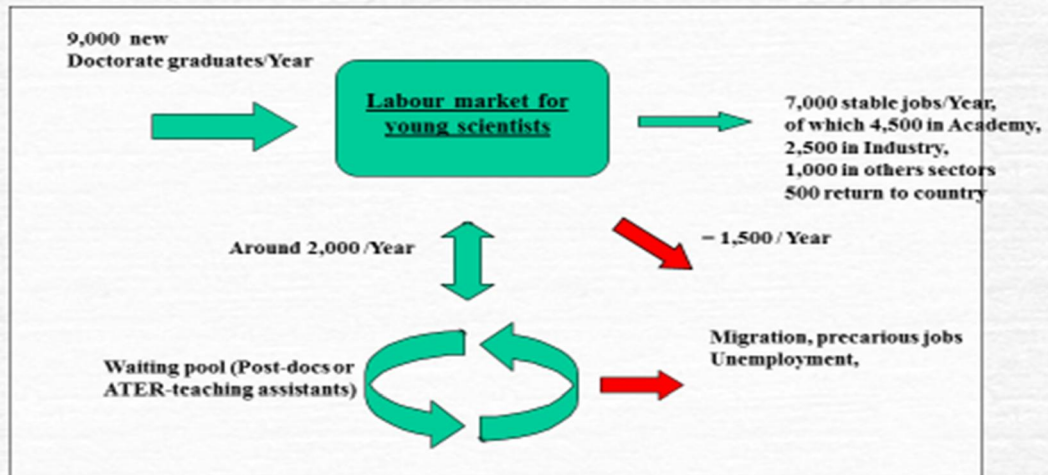 9,000 new
Doctorate graduates/Year
Labour market for
young scientists
7,000 stable jobs/Year,
of which 4,500 in Academy,
2,500 in Industry,
1,000 in others sectors
500 return to country
Around 2,000 /Year
– 1,500 / Year
Waiting pool (Post-docs or
ATER-teaching assistants)
Migration, precarious jobs
Unemployment,